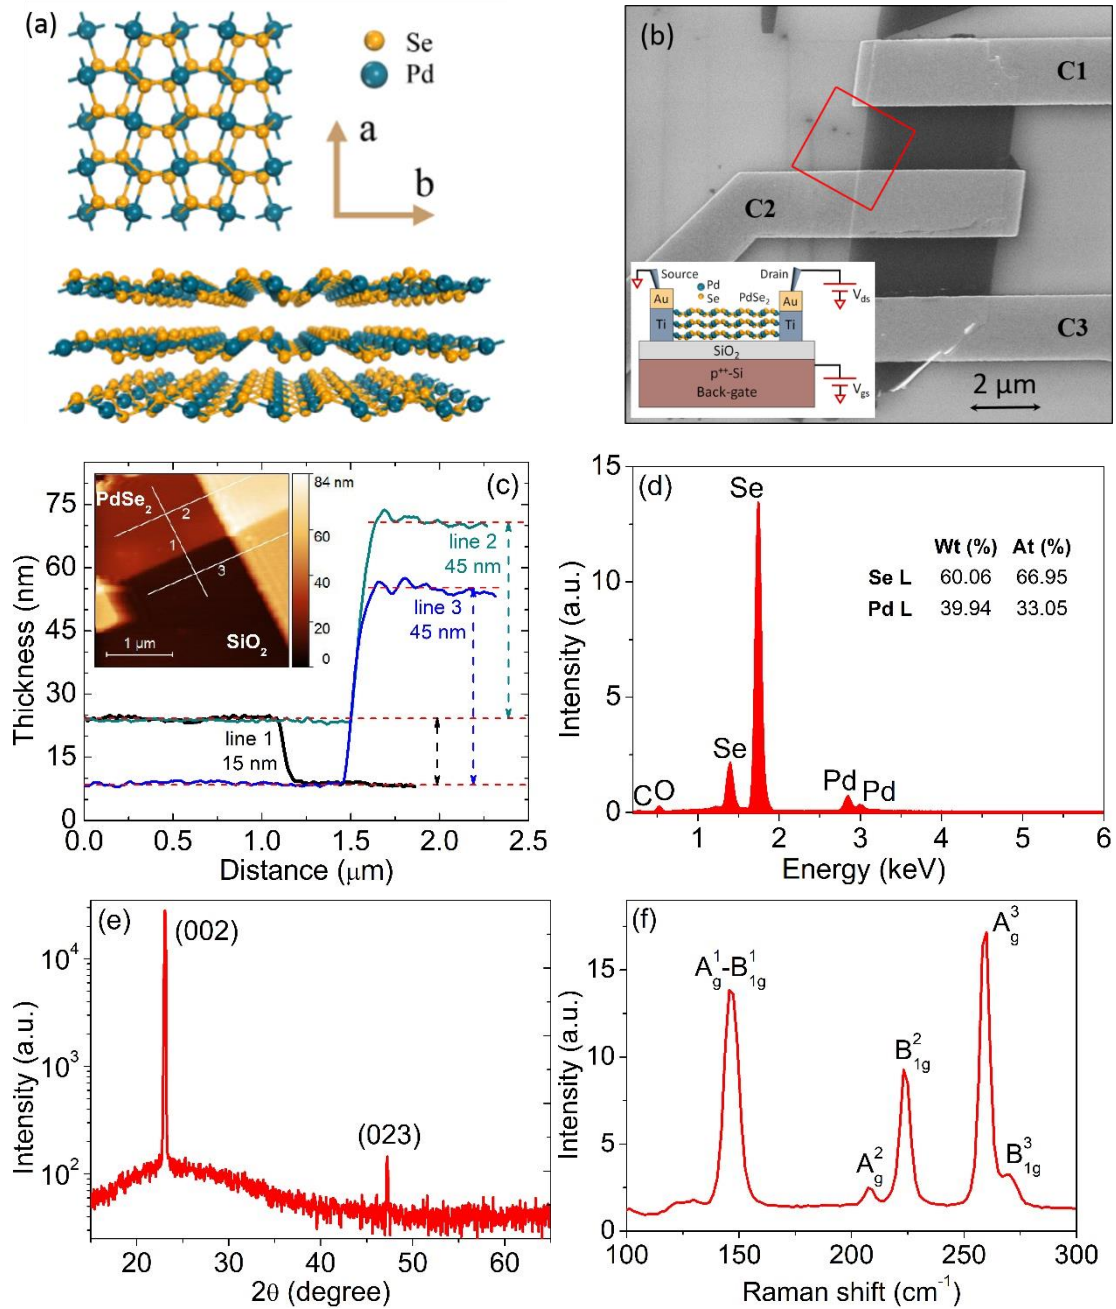 (a)
Se
Pd
a
b
(b)
C1
C2
C3
2 μm
Source
Drain
Pd
Se
PdSe2
Au
Au
Ti
Ti
Vds
SiO2
p++-Si
Back-gate
Vgs
(c)
Thickness (nm)
75
60
45
30
15
0
0.0 0.5 1.0 1.5 2.0 2.5
Distance (μm)
PdSe2
SiO2
1 μm
2
1
3
84 nm
60
40
20
0
line 2
45 nm
line 3
45 nm
line 1
15 nm
(d)
Intensity (a.u.)
15
10
5
0
1 2 3 4 5 6
Energy (keV)
Se
Se
C O
Pd
Pd
Wt (%) At (%)
Se L 60.06 66.95
Pd L 39.94 33.05
(e)
Intensity (a.u.)
10^4
10^3
10^2
20 30 40 50 60
2θ (degree)
(002)
(023)
(f)
Intensity (a.u.)
15
10
5
0
100 150 200 250 300
Raman shift (cm-1)
A1g-B11g
A2g
B21g
A3g
B31g